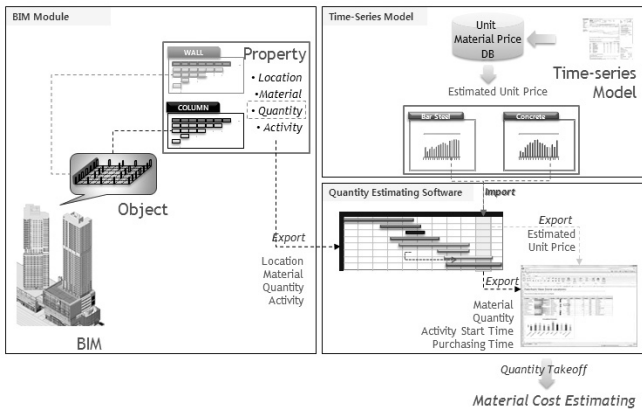 BIM Module
WALL
COLUMN
Property
• Location
• Material
• Quantity
• Activity
Object
BIM
Export
Location
Material
Quantity
Activity
Time-Series Model
Unit
Material Price
DB
Time-series
Model
Estimated Unit Price
Bar Steel
Concrete
Quantity Estimating Software
Import
Export
Estimated
Unit Price
Export
Material
Quantity
Activity Start Time
Purchasing Time
Quantity Takeoff
Material Cost Estimating